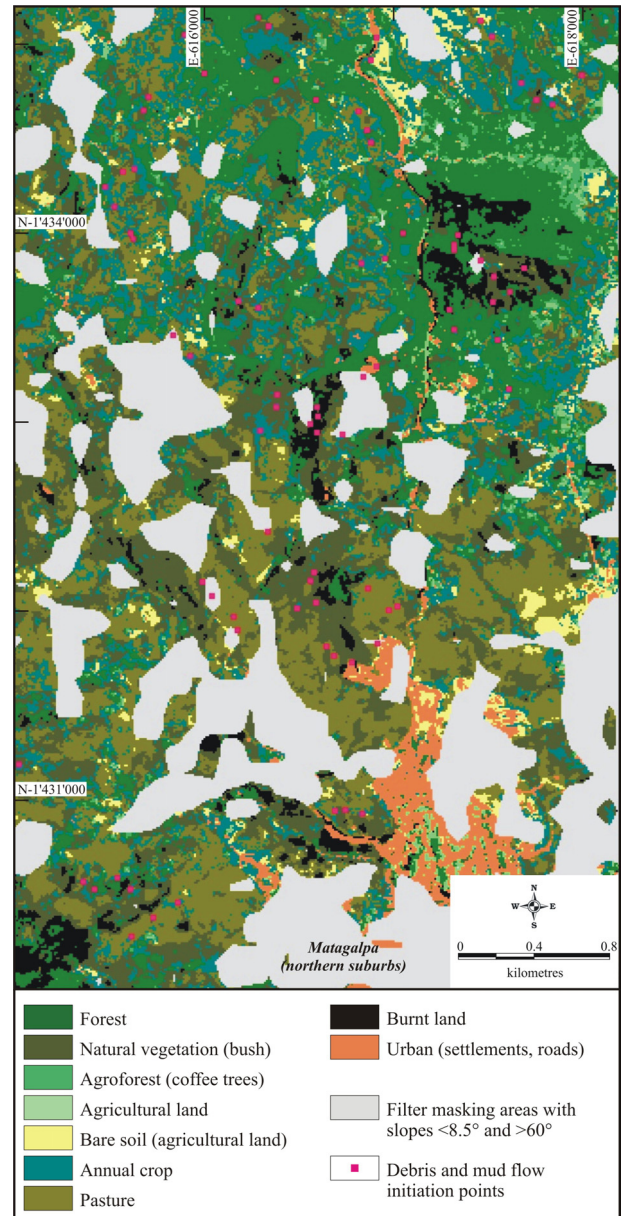 E-616'000
E-618'000
N-1'434'000
N-1'431'000
Matagalpa
(northern suburbs)
N
W E
S
0 0.4 0.8
kilometres
Forest
Natural vegetation (bush)
Agroforest (coffee trees)
Agricultural land
Bare soil (agricultural land)
Annual crop
Pasture
Burnt land
Urban (settlements, roads)
Filter masking areas with
slopes <8.5° and >60°
Debris and mud flow
initiation points